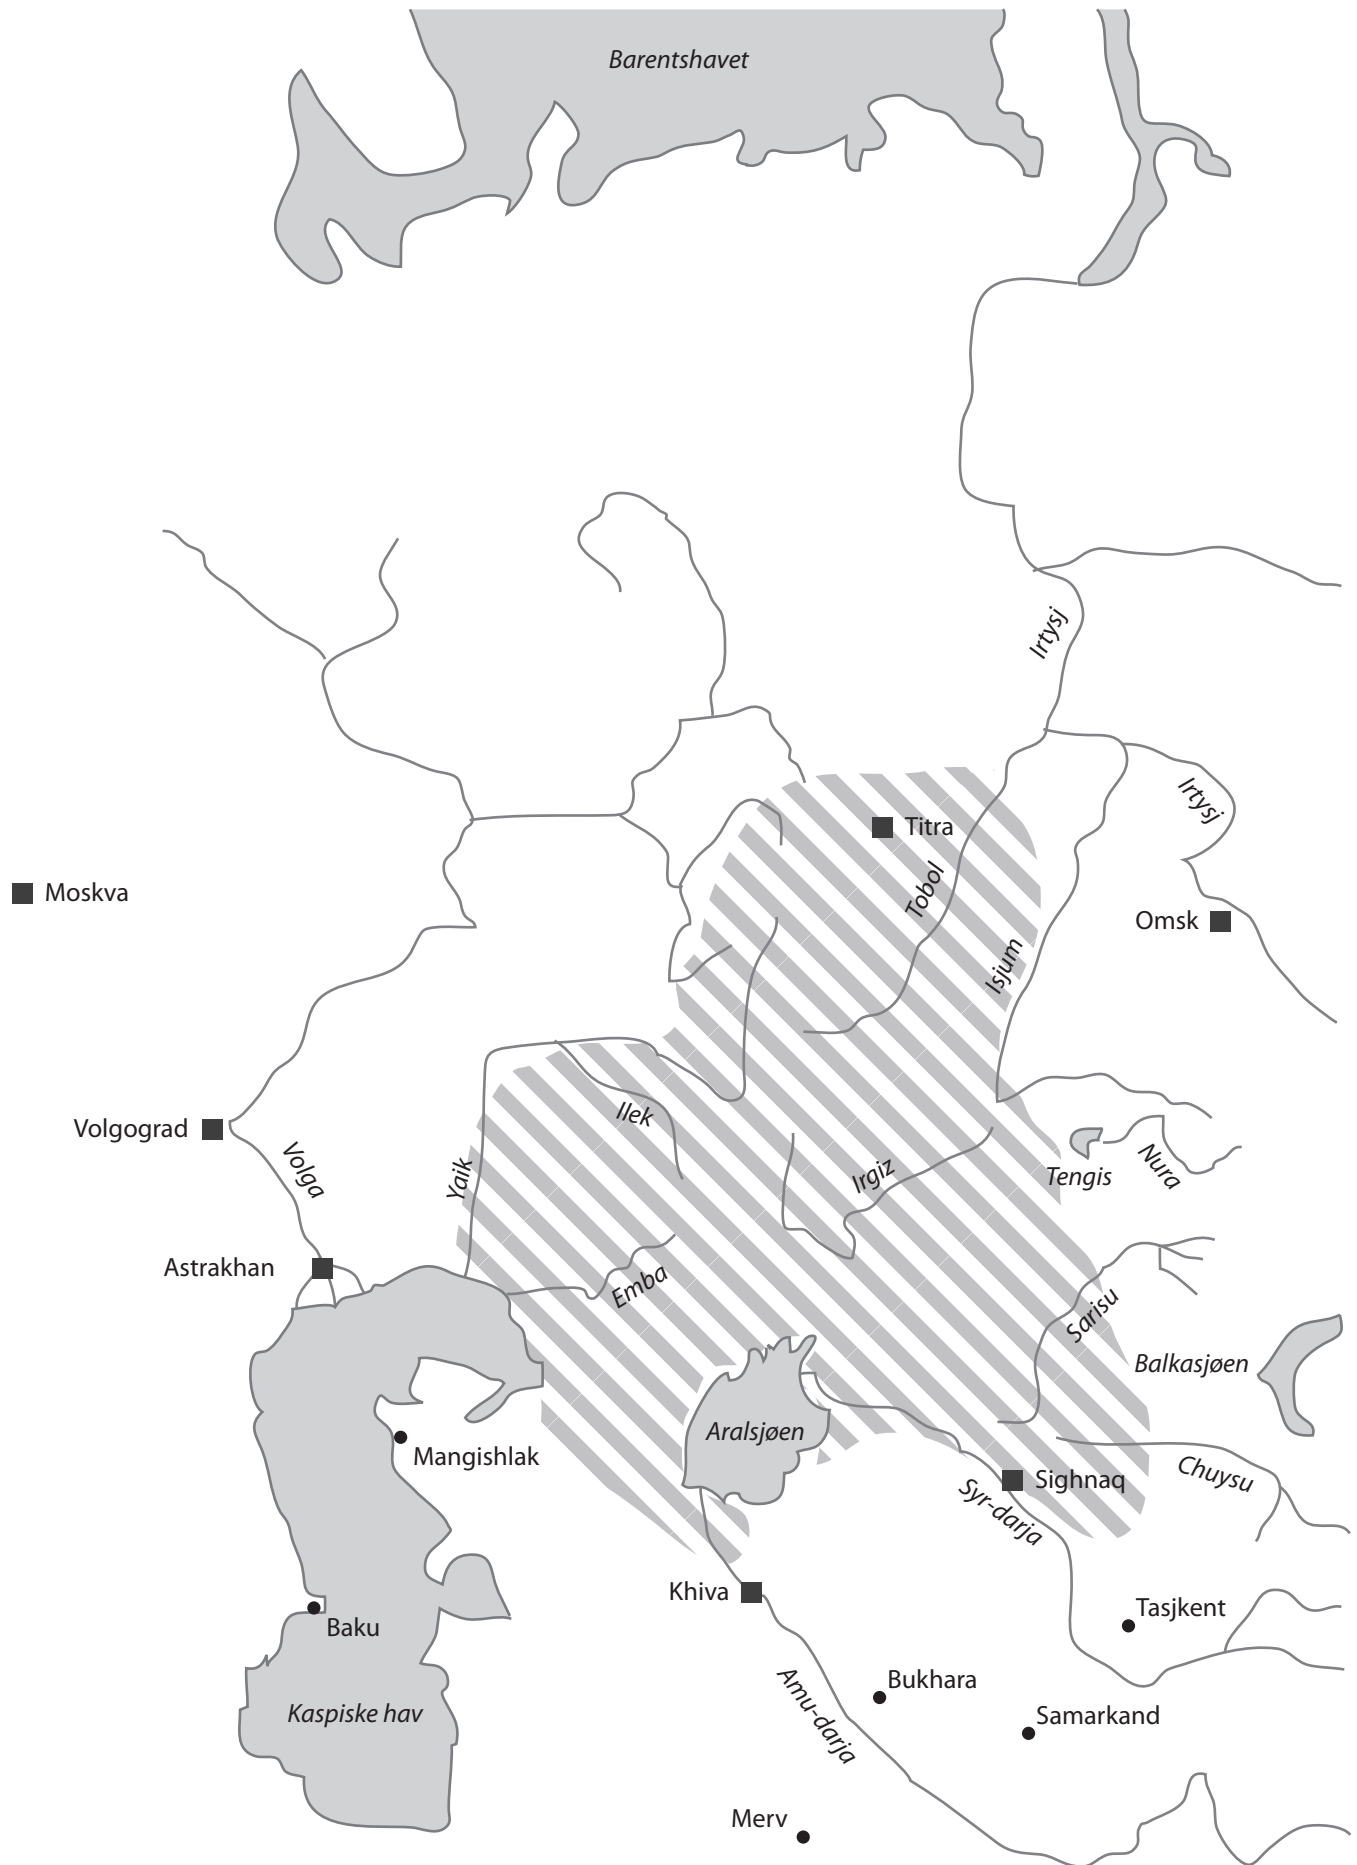 Barentshavet
Irtysj
Irtysj
Titra
Tobol
Moskva
Omsk
Isjum
Ilek
Volgograd
Volga
Yaik
Irgiz
Tengis
Nura
Astrakhan
Emba
Sarisu
Balkasjøen
Aralsjøen
Mangishlak
Sighnaq
Chuysu
Syr-darja
Khiva
Tasjkent
Baku
Bukhara
Kaspiske hav
Amu-darja
Samarkand
Merv